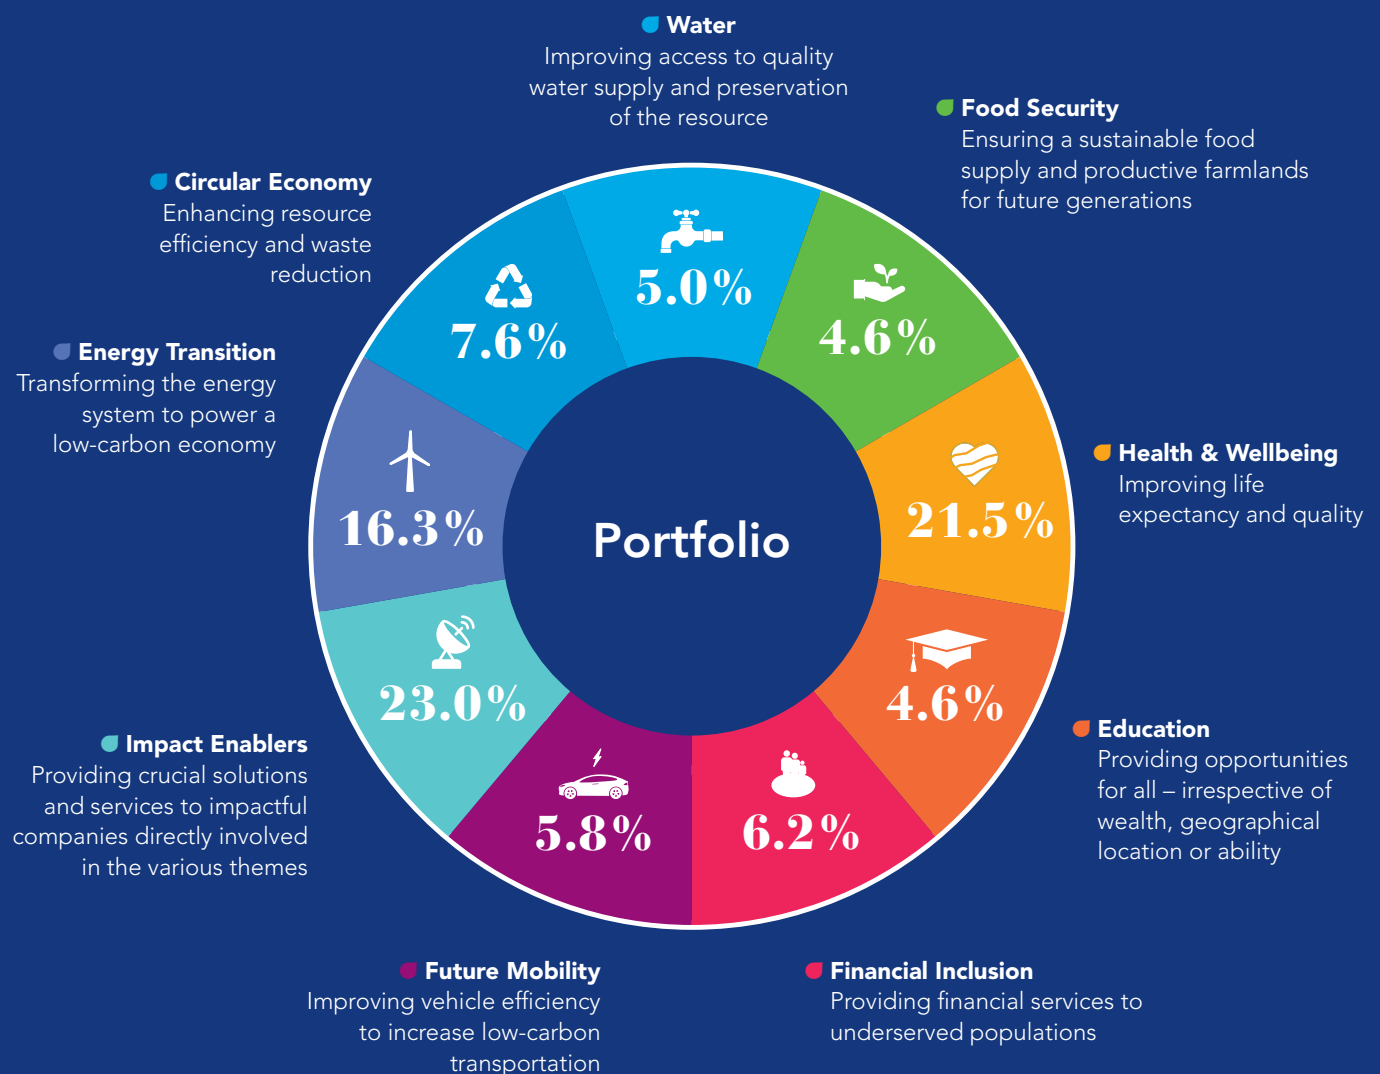 Water
Improving access to quality
water supply and preservation
of the resource
Food Security
Ensuring a sustainable food
supply and productive farmlands
for future generations
Circular Economy
Enhancing resource
efficiency and waste
reduction
Energy Transition
Transforming the energy
system to power a
low-carbon economy
5.0%
4.6%
7.6%
Health & Wellbeing
Improving life
expectancy and quality
16.3%
21.5%
Portfolio
23.0%
4.6%
Impact Enablers
Providing crucial solutions
and services to impactful
companies directly involved
in the various themes
Education
Providing opportunities
for all – irrespective of
wealth, geographical
location or ability
5.8%
6.2%
Future Mobility
Improving vehicle efficiency
to increase low-carbon
transportation
Financial Inclusion
Providing financial services to
underserved populations